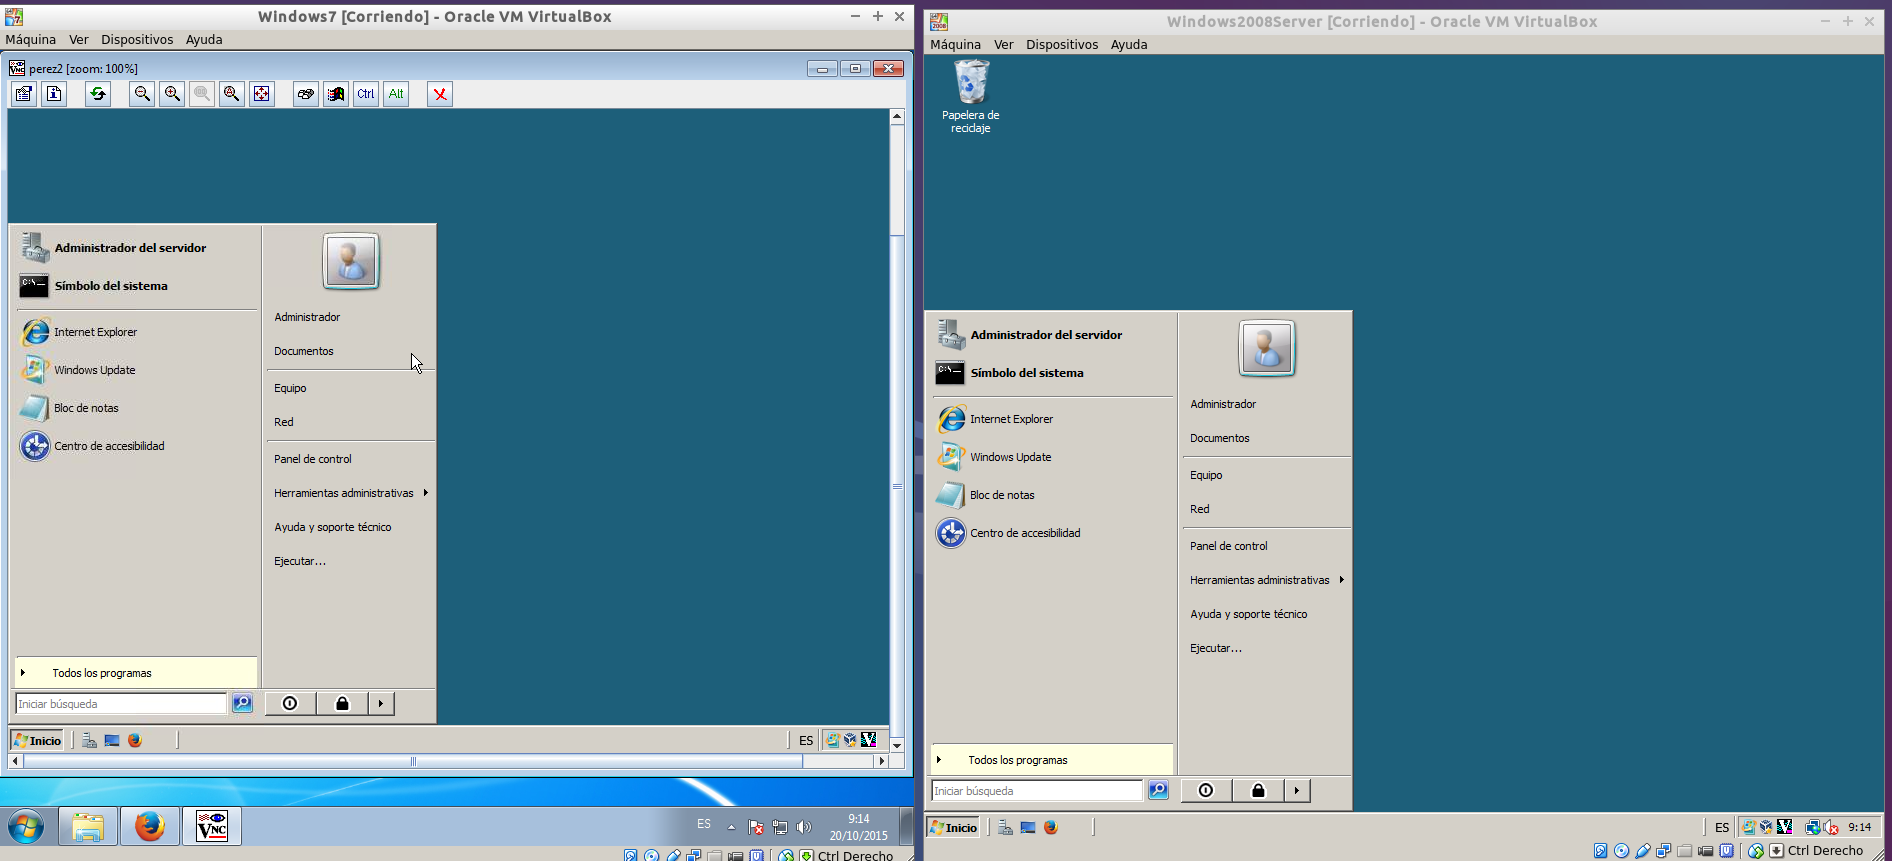 Windows7 [Corriendo] - Oracle VM VirtualBox
Máquina Ver Dispositivos Ayuda
perez2 [zoom: 100%]
Ctrl Alt
Administrador del servidor
Símbolo del sistema
Internet Explorer
Windows Update
Bloc de notas
Centro de accesibilidad
Todos los programas
Iniciar búsqueda
Administrador
Documentos
Equipo
Red
Panel de control
Herramientas administrativas
Ayuda y soporte técnico
Ejecutar...
Inicio
ES
VNC
ES
9:14
20/10/2015
Ctrl Derecho
Windows2008Server [Corriendo] - Oracle VM VirtualBox
Máquina Ver Dispositivos Ayuda
Papelera de
reciclaje
Administrador del servidor
Símbolo del sistema
Internet Explorer
Windows Update
Bloc de notas
Centro de accesibilidad
Todos los programas
Iniciar búsqueda
Administrador
Documentos
Equipo
Red
Panel de control
Herramientas administrativas
Ayuda y soporte técnico
Ejecutar...
Inicio
ES
9:14
Ctrl Derecho